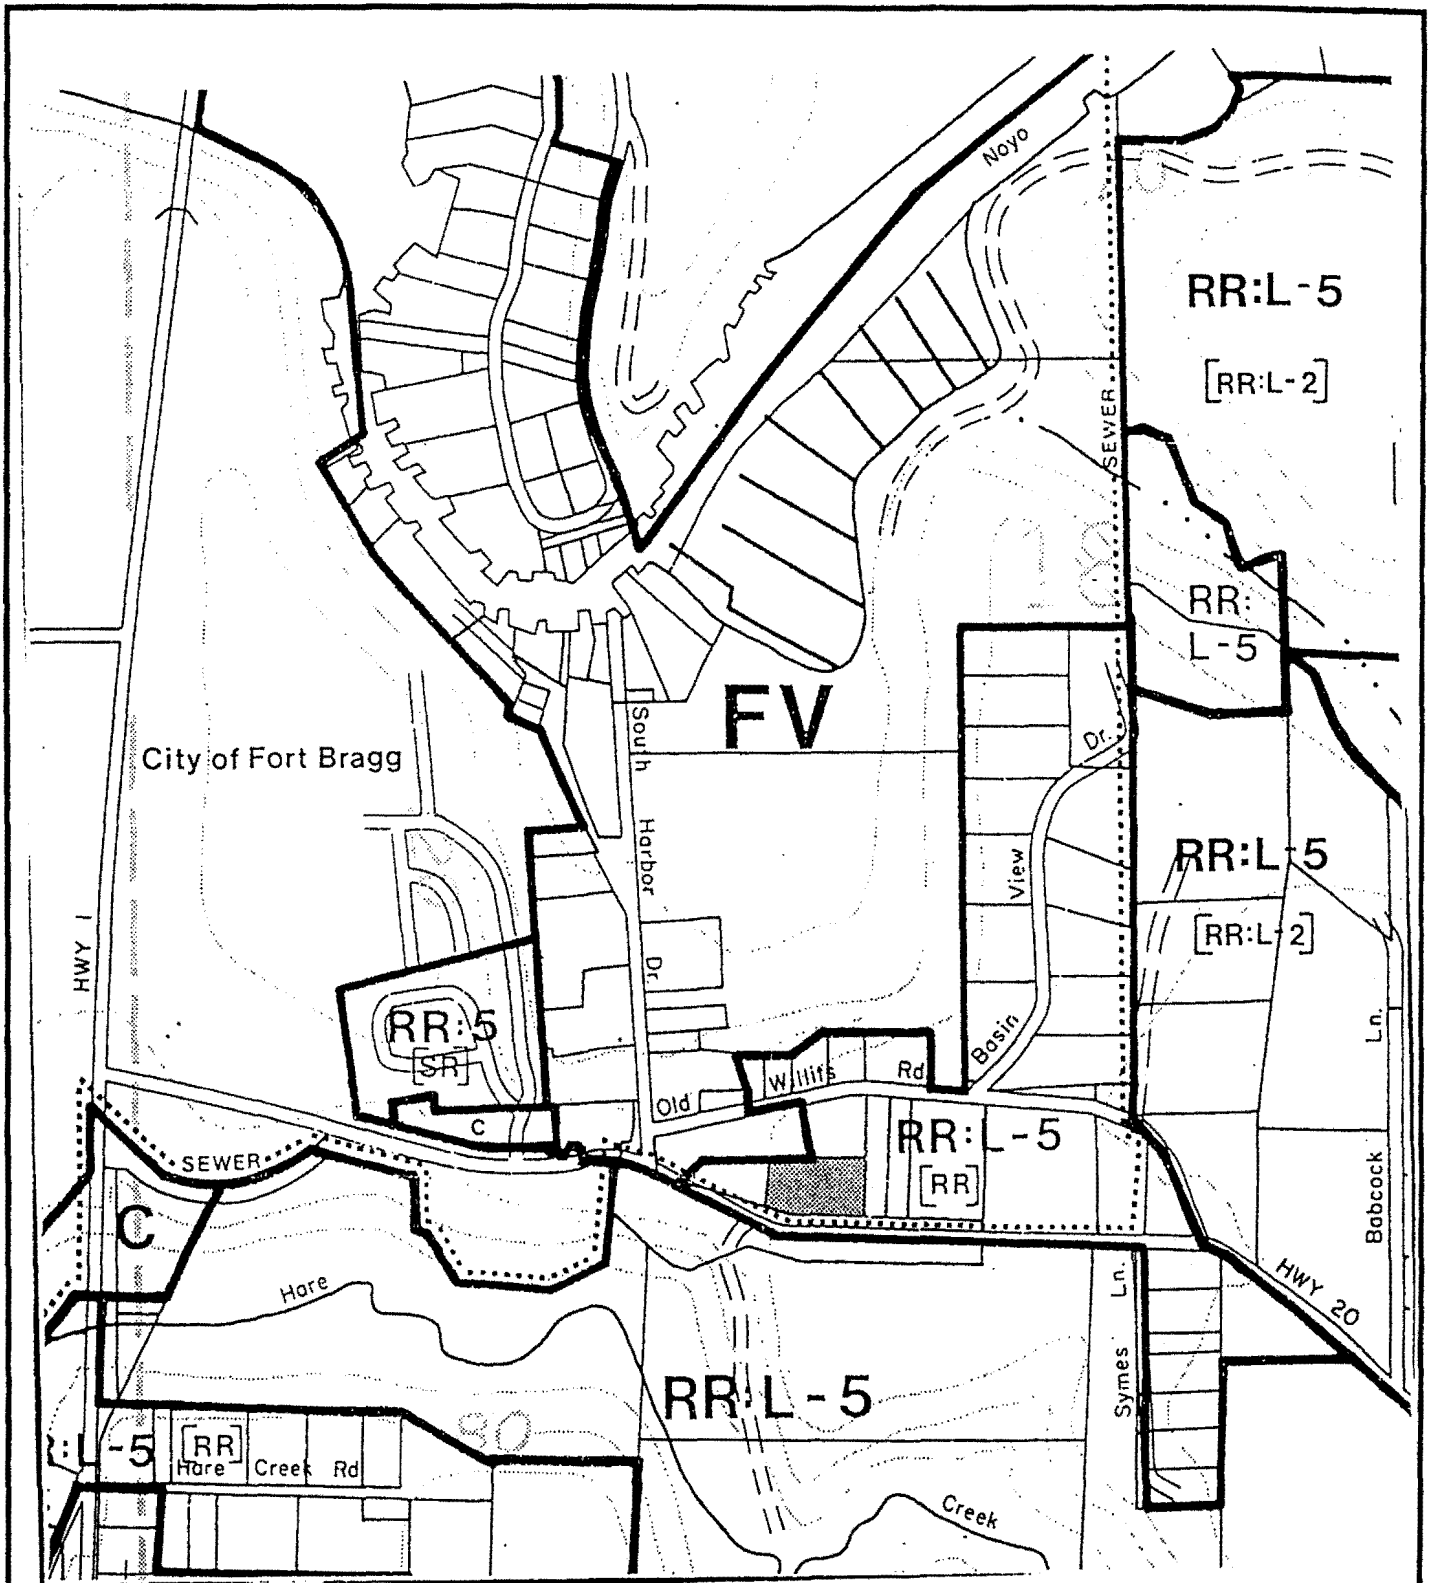 Noyo
RR:L-5
[RR:L-2]
SEWER
RR:
L-5
FV
South
Harbor
Dr.
City of Fort Bragg
Dr.
View
Basin
RR:L-5
[RR:L-2]
HWY 1
RR:5
[SR]
C
Old
Willits
Rd
RR:L-5
[RR]
Ln.
Babcock
SEWER
C
Hare
HWY 20
Ln.
Symes
RR:L-5
80
:L-5
[RR]
Hare Creek Rd
Creek